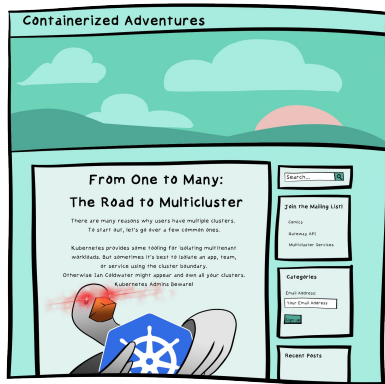 Containerized Adventures
From One to Many:
The Road to Multicluster
There are many reasons why users have multiple clusters.
To start out, let's go over a few common ones.
Kubernetes provides some tooling for isolating multitenant
workloads. But sometimes it's best to isolate an app, team,
or service using the cluster boundary.
Otherwise Ian Coldwater might appear and own all your clusters.
Kubernetes Admins Beware!
Search...
Join the Mailing List!
Comics
Gateway API
Multicluster Services
Categories
Email Address:
Your Email Address
Sign Up
Recent Posts